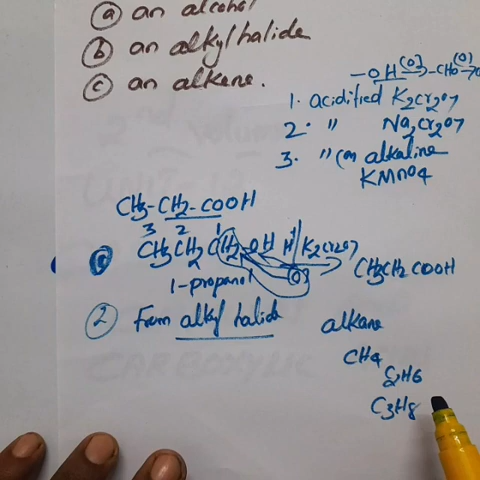 ⓐ an alcohol
ⓑ an alkyl halide
ⓒ an alkene.
-OH [O]→ -CHO [O]→
1. acidified K2Cr2O7
2. " Na2Cr2O7
3. " (or alkaline
KMnO4
CH3-CH2-COOH
3 2 1
ⓐ CH3CH2CH2-OH H+/K2Cr2O7
[O]
CH3CH2COOH
1-propanol
② From alkyl halide
alkane
CH4
C2H6
C3H8